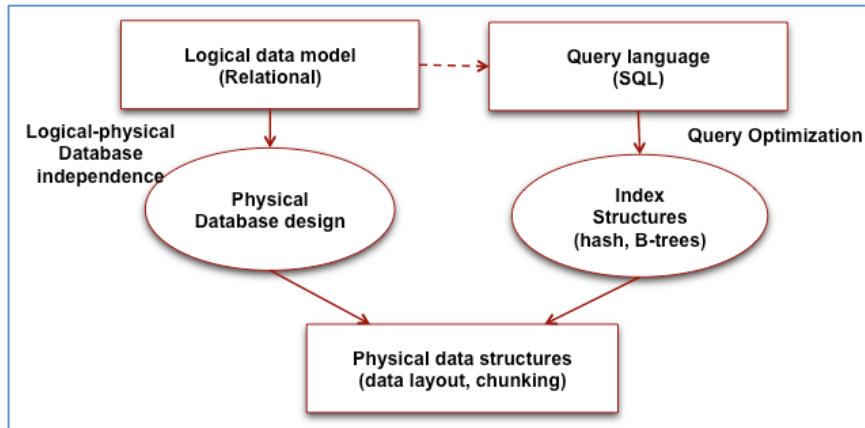 Logical data model
(Relational)
Query language
(SQL)
Logical-physical
Database
independence
Query Optimization
Physical
Database design
Index
Structures
(hash, B-trees)
Physical data structures
(data layout, chunking)